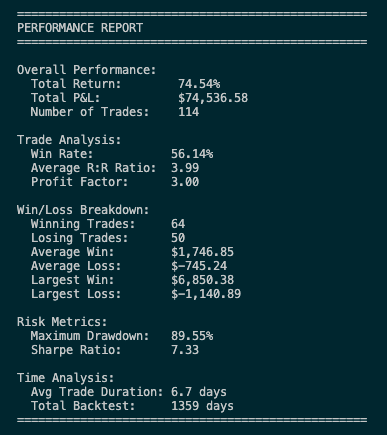 ==================================================
PERFORMANCE REPORT
==================================================
Overall Performance:
Total Return: 74.54%
Total P&L: $74,536.58
Number of Trades: 114
Trade Analysis:
Win Rate: 56.14%
Average R:R Ratio: 3.99
Profit Factor: 3.00
Win/Loss Breakdown:
Winning Trades: 64
Losing Trades: 50
Average Win: $1,746.85
Average Loss: $-745.24
Largest Win: $6,850.38
Largest Loss: $-1,140.89
Risk Metrics:
Maximum Drawdown: 89.55%
Sharpe Ratio: 7.33
Time Analysis:
Avg Trade Duration: 6.7 days
Total Backtest: 1359 days
==================================================